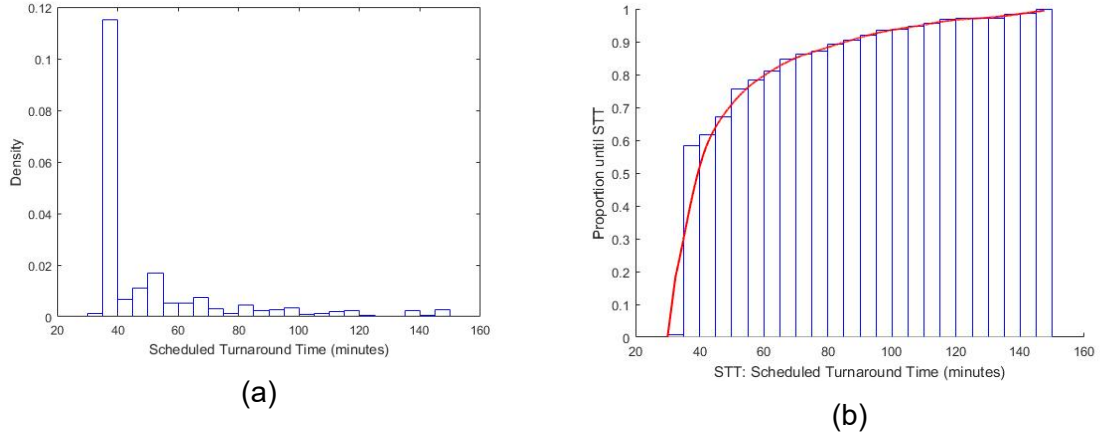 0.12
0.1
0.08
0.06
0.04
0.02
0
Density
20 40 60 80 100 120 140 160
Scheduled Turnaround Time (minutes)
(a)
1
0.9
0.8
0.7
0.6
0.5
0.4
0.3
0.2
0.1
0
Proportion until STT
20 40 60 80 100 120 140 160
STT: Scheduled Turnaround Time (minutes)
(b)